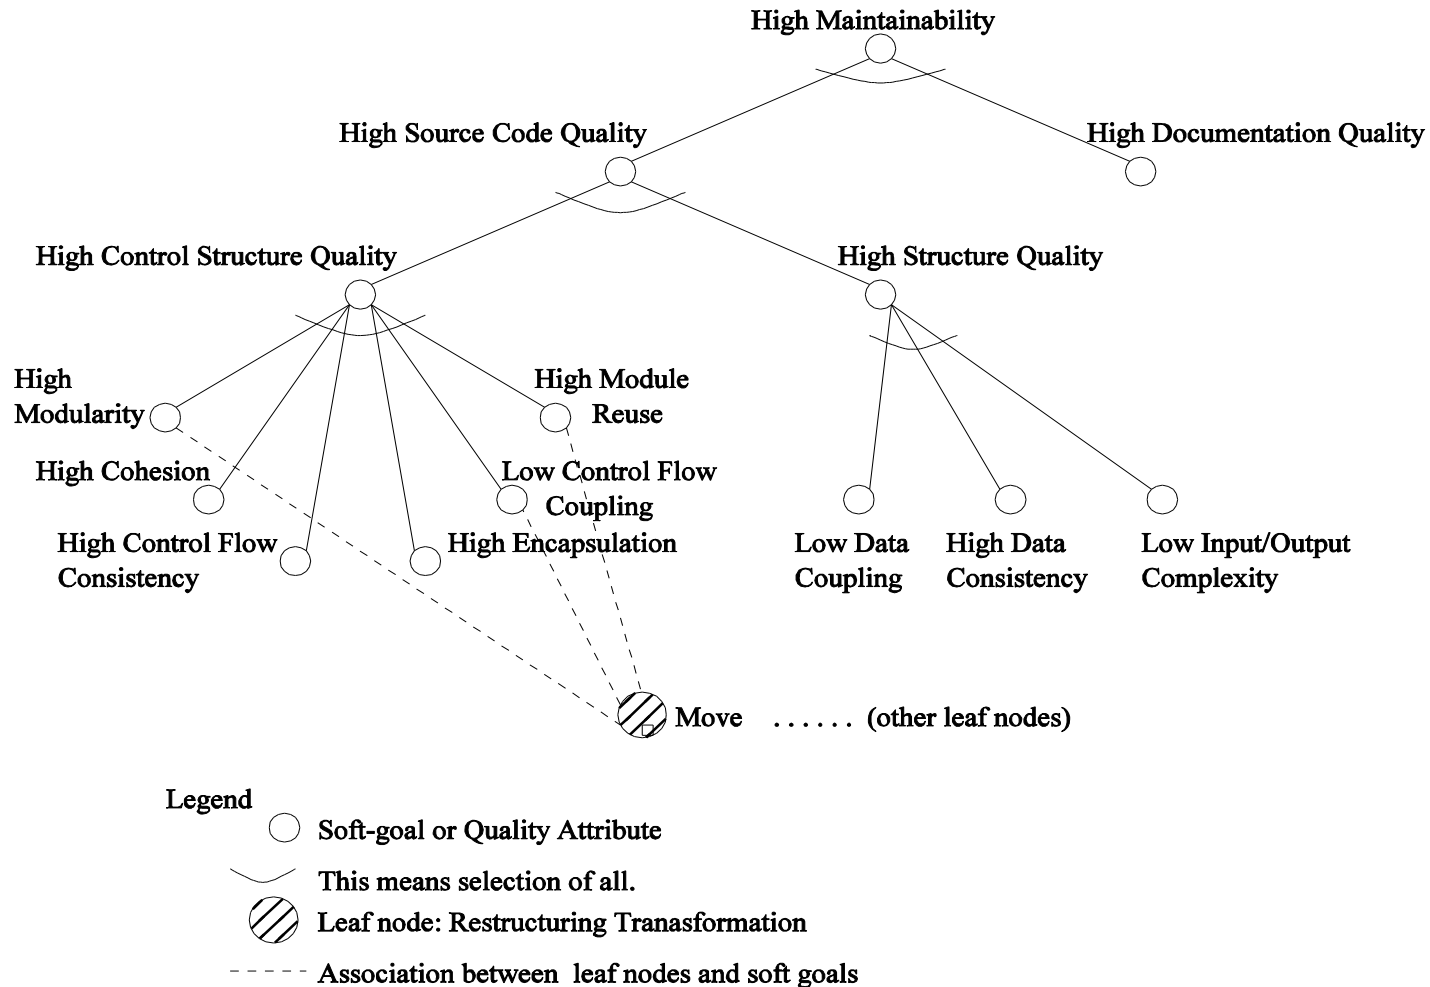 High Maintainability
High Source Code Quality
High Documentation Quality
High Control Structure Quality
High Structure Quality
High
Modularity
High Module
Reuse
High Cohesion
Low Control Flow
Coupling
High Control Flow
Consistency
High Encapsulation
Low Data
Coupling
High Data
Consistency
Low Input/Output
Complexity
Move ...... (other leaf nodes)
Legend
Soft-goal or Quality Attribute
This means selection of all.
Leaf node: Restructuring Tranasformation
Association between leaf nodes and soft goals